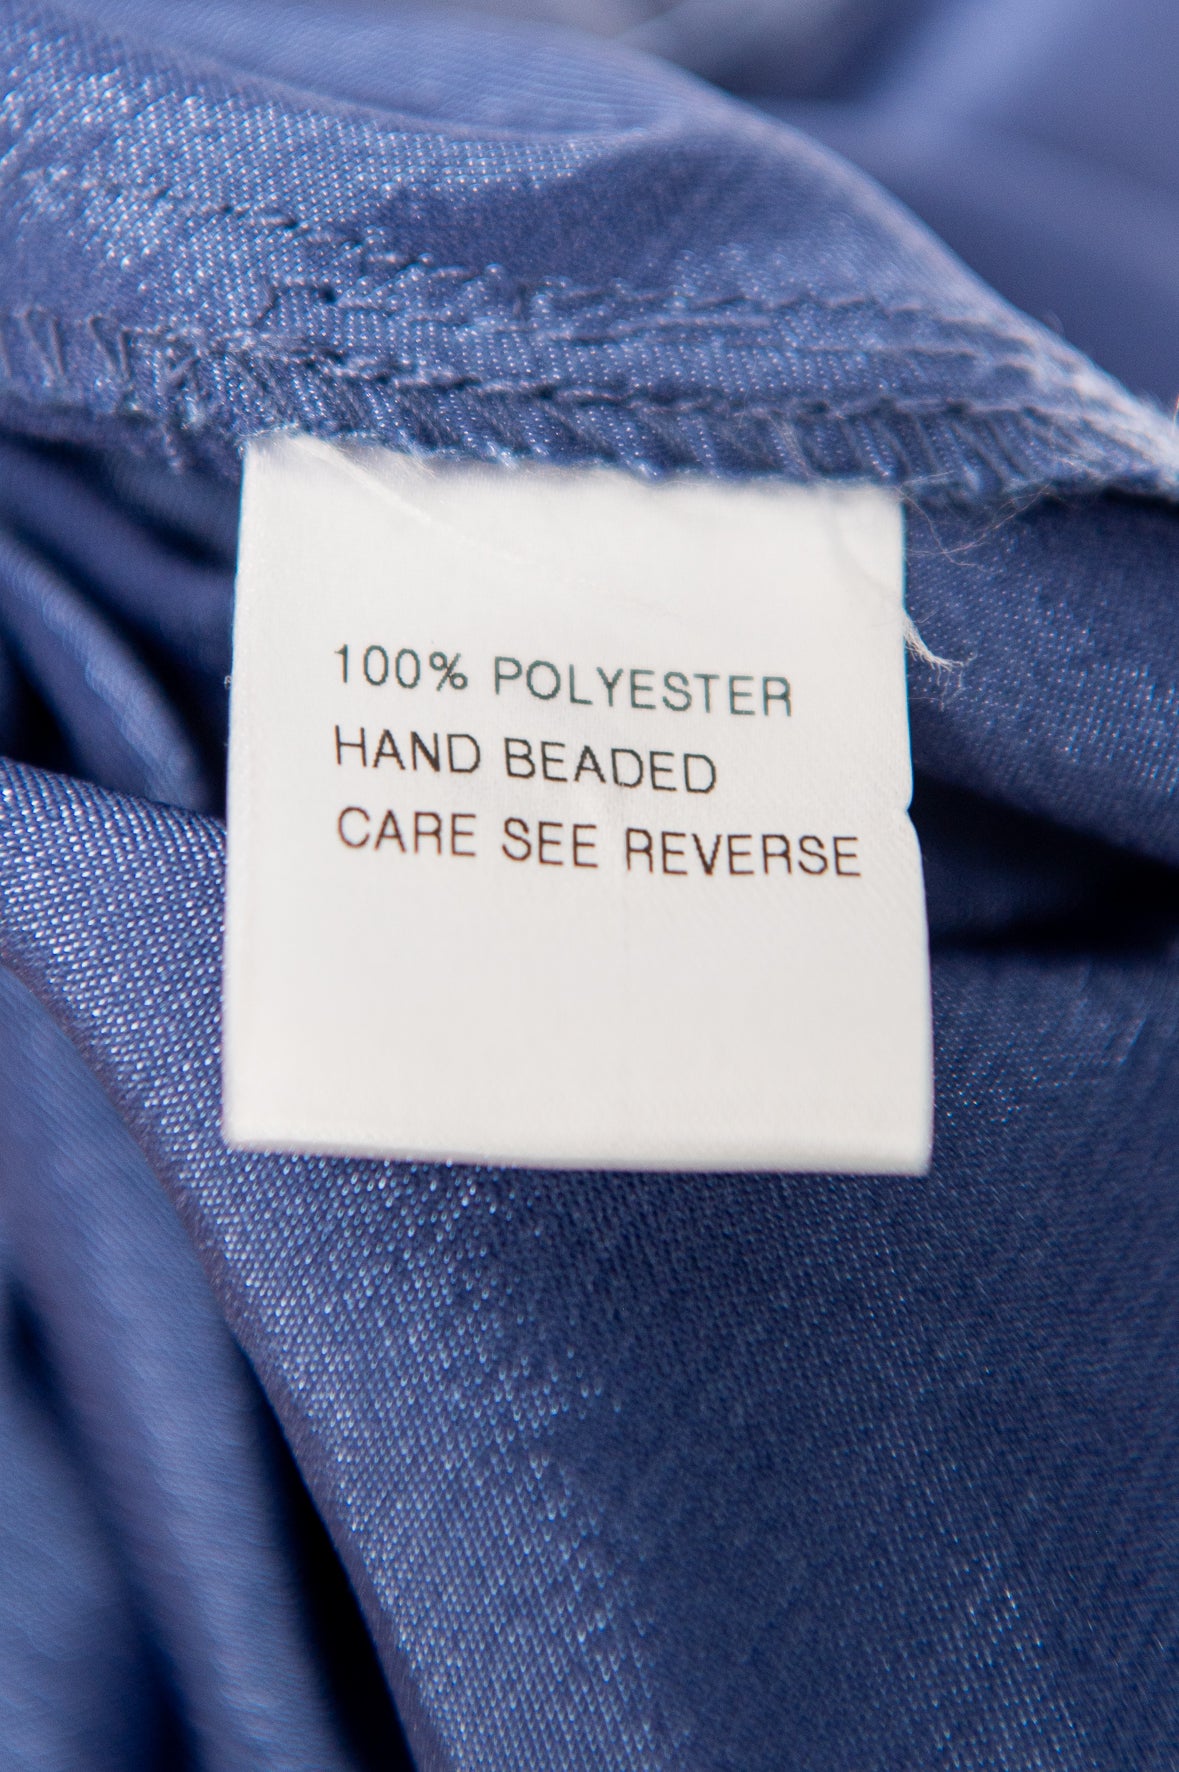 100% POLYESTER
HAND BEADED
CARE SEE REVERSE